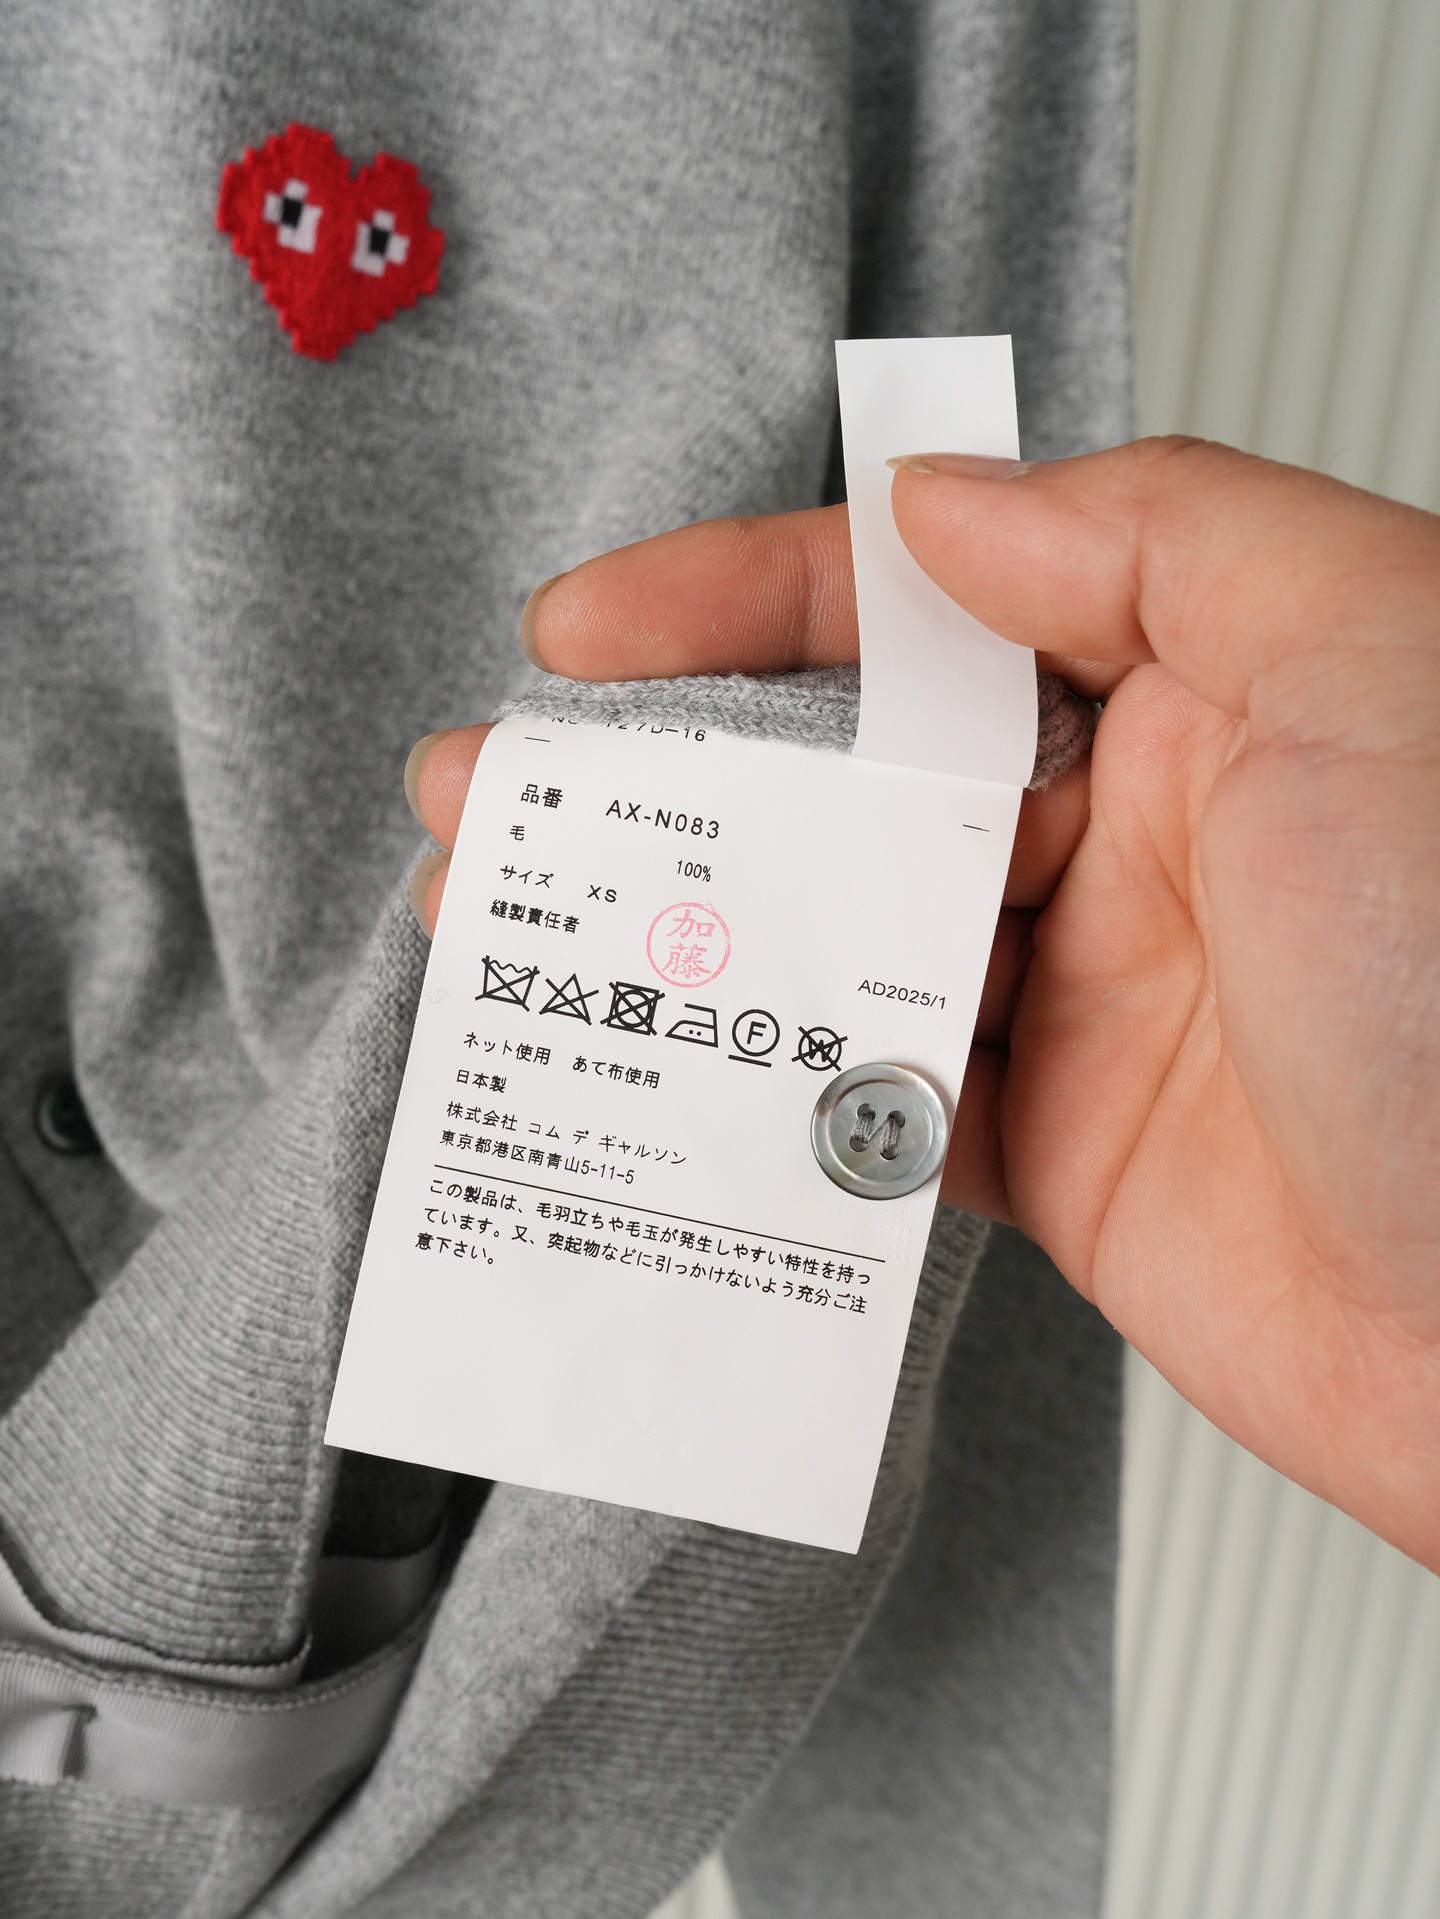 127D-16
品番 AX-N083
毛 100%
サイズ XS
縫製責任者 加藤
AD2025/1
F
W
ネット使用 あて布使用
日本製
株式会社 コム デ ギャルソン
東京都港区南青山5-11-5
この製品は、毛羽立ちや毛玉が発生しやすい特性を持っ
ています。又、突起物などに引っかけないよう充分ご注
意下さい。